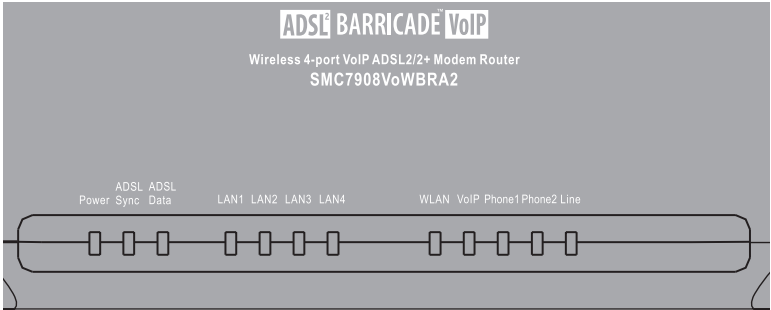 ADSL² BARRICADE™ VoIP
Wireless 4-port VoIP ADSL2/2+ Modem Router
SMC7908VoWBRA2
ADSL ADSL
Power Sync Data LAN1 LAN2 LAN3 LAN4 WLAN VoIP Phone1 Phone2 Line